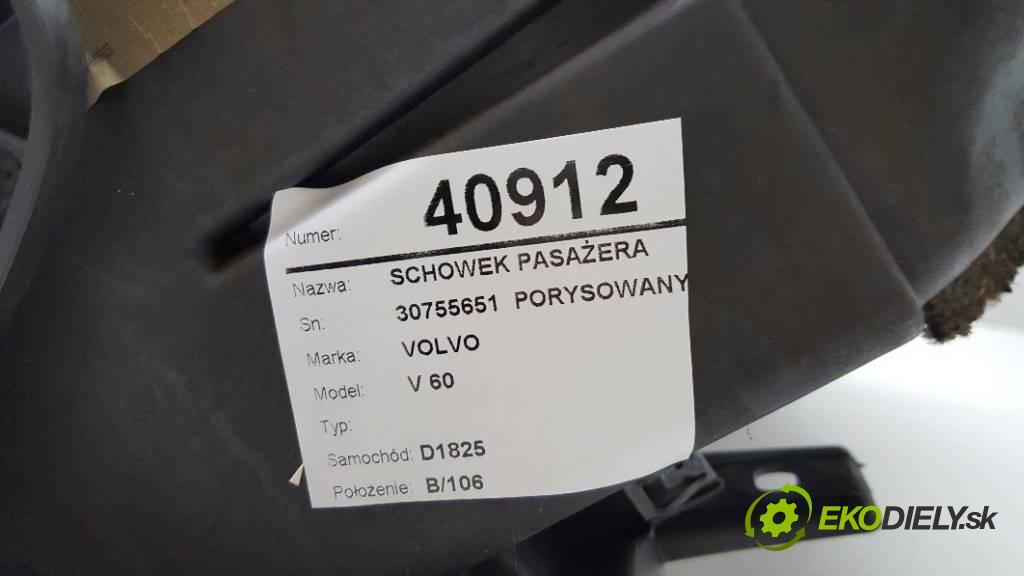 Numer: 40912
Nazwa: SCHOWEK PASAŻERA
Sn: 30755651 PORYSOWANY
Marka: VOLVO
Model: V 60
Typ:
Samochód: D1825
Położenie: B/106
EKODIELY.sk